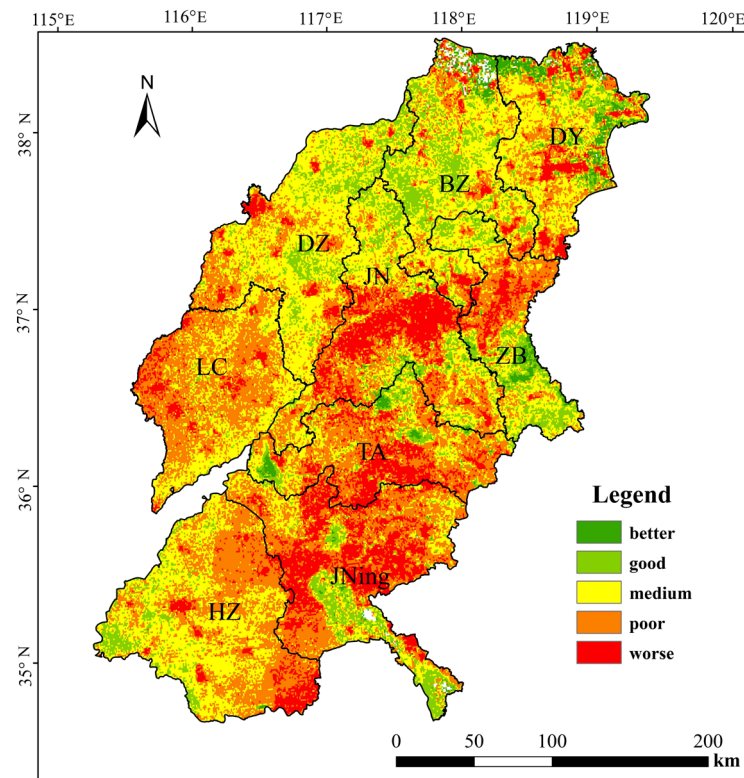 115° E 116° E 117° E 118° E 119° E 120° E
N
38° N
37° N
36° N
35° N
DY
BZ
DZ
JN
ZB
LC
TA
JNing
HZ
Legend
better
good
medium
poor
worse
0 50 100 200
km